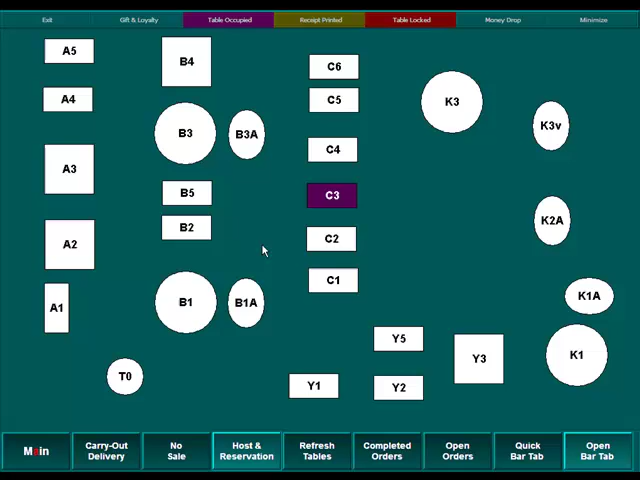 Exit Gift & Loyalty Table Occupied Receipt Printed Table Locked Money Drop Minimize
A5 B4 C6
A4 C5 K3
B3 B3A K3v
C4
A3
B5 C3
B2 K2A
A2 C2
C1
A1 B1 B1A K1A
Y5
Y3 K1
T0
Y1 Y2
Main
Carry-Out
Delivery
No
Sale
Host &
Reservation
Refresh
Tables
Completed
Orders
Open
Orders
Quick
Bar Tab
Open
Bar Tab